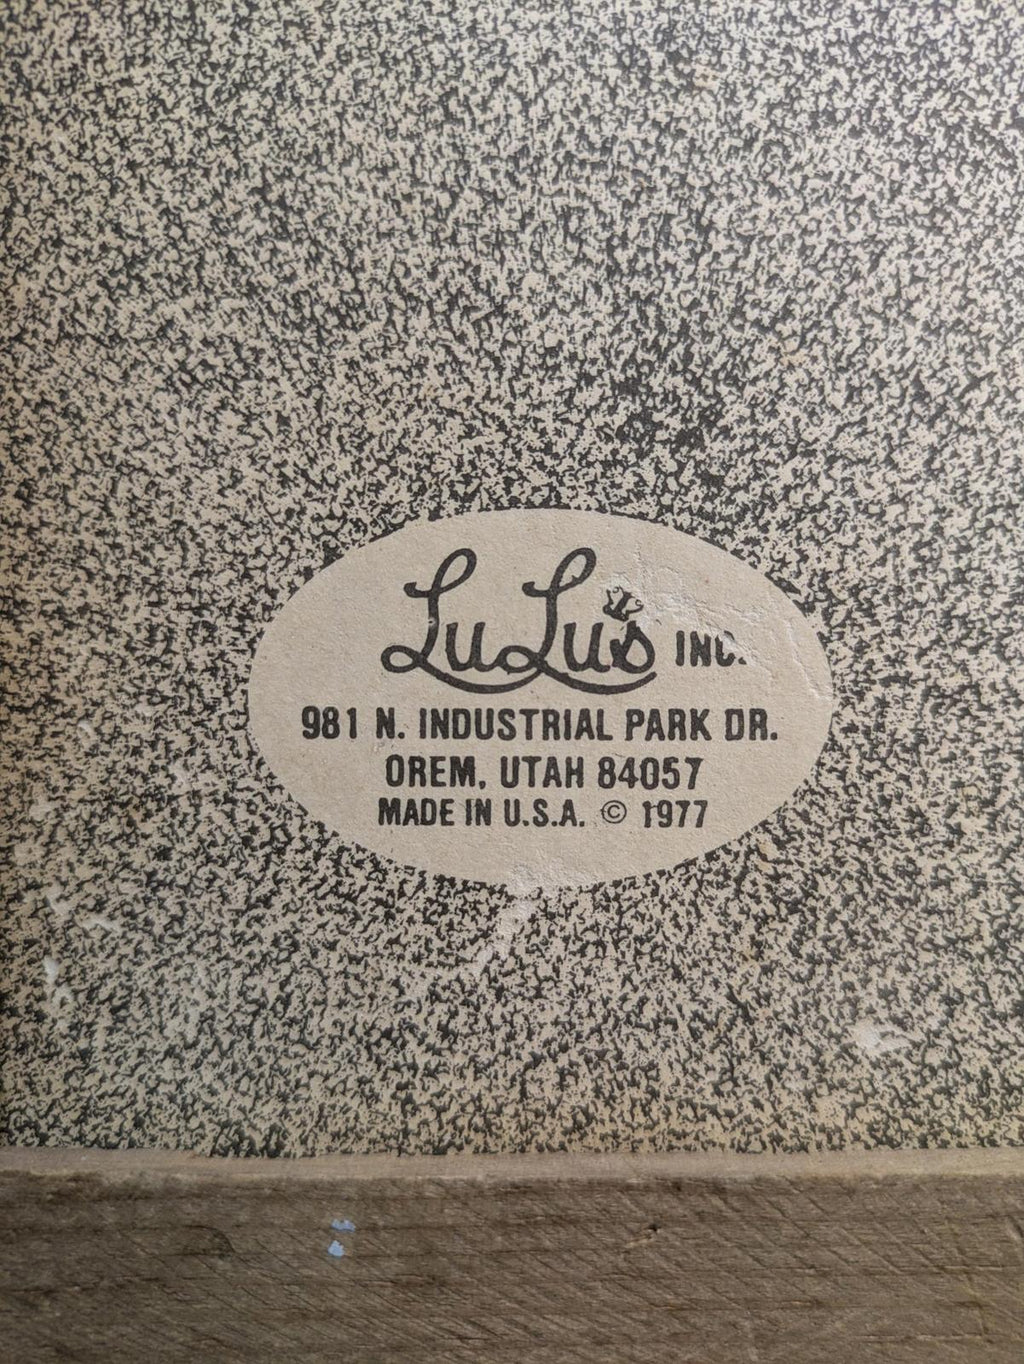 LuLu's INC.
981 N. INDUSTRIAL PARK DR.
OREM, UTAH 84057
MADE IN U.S.A. © 1977